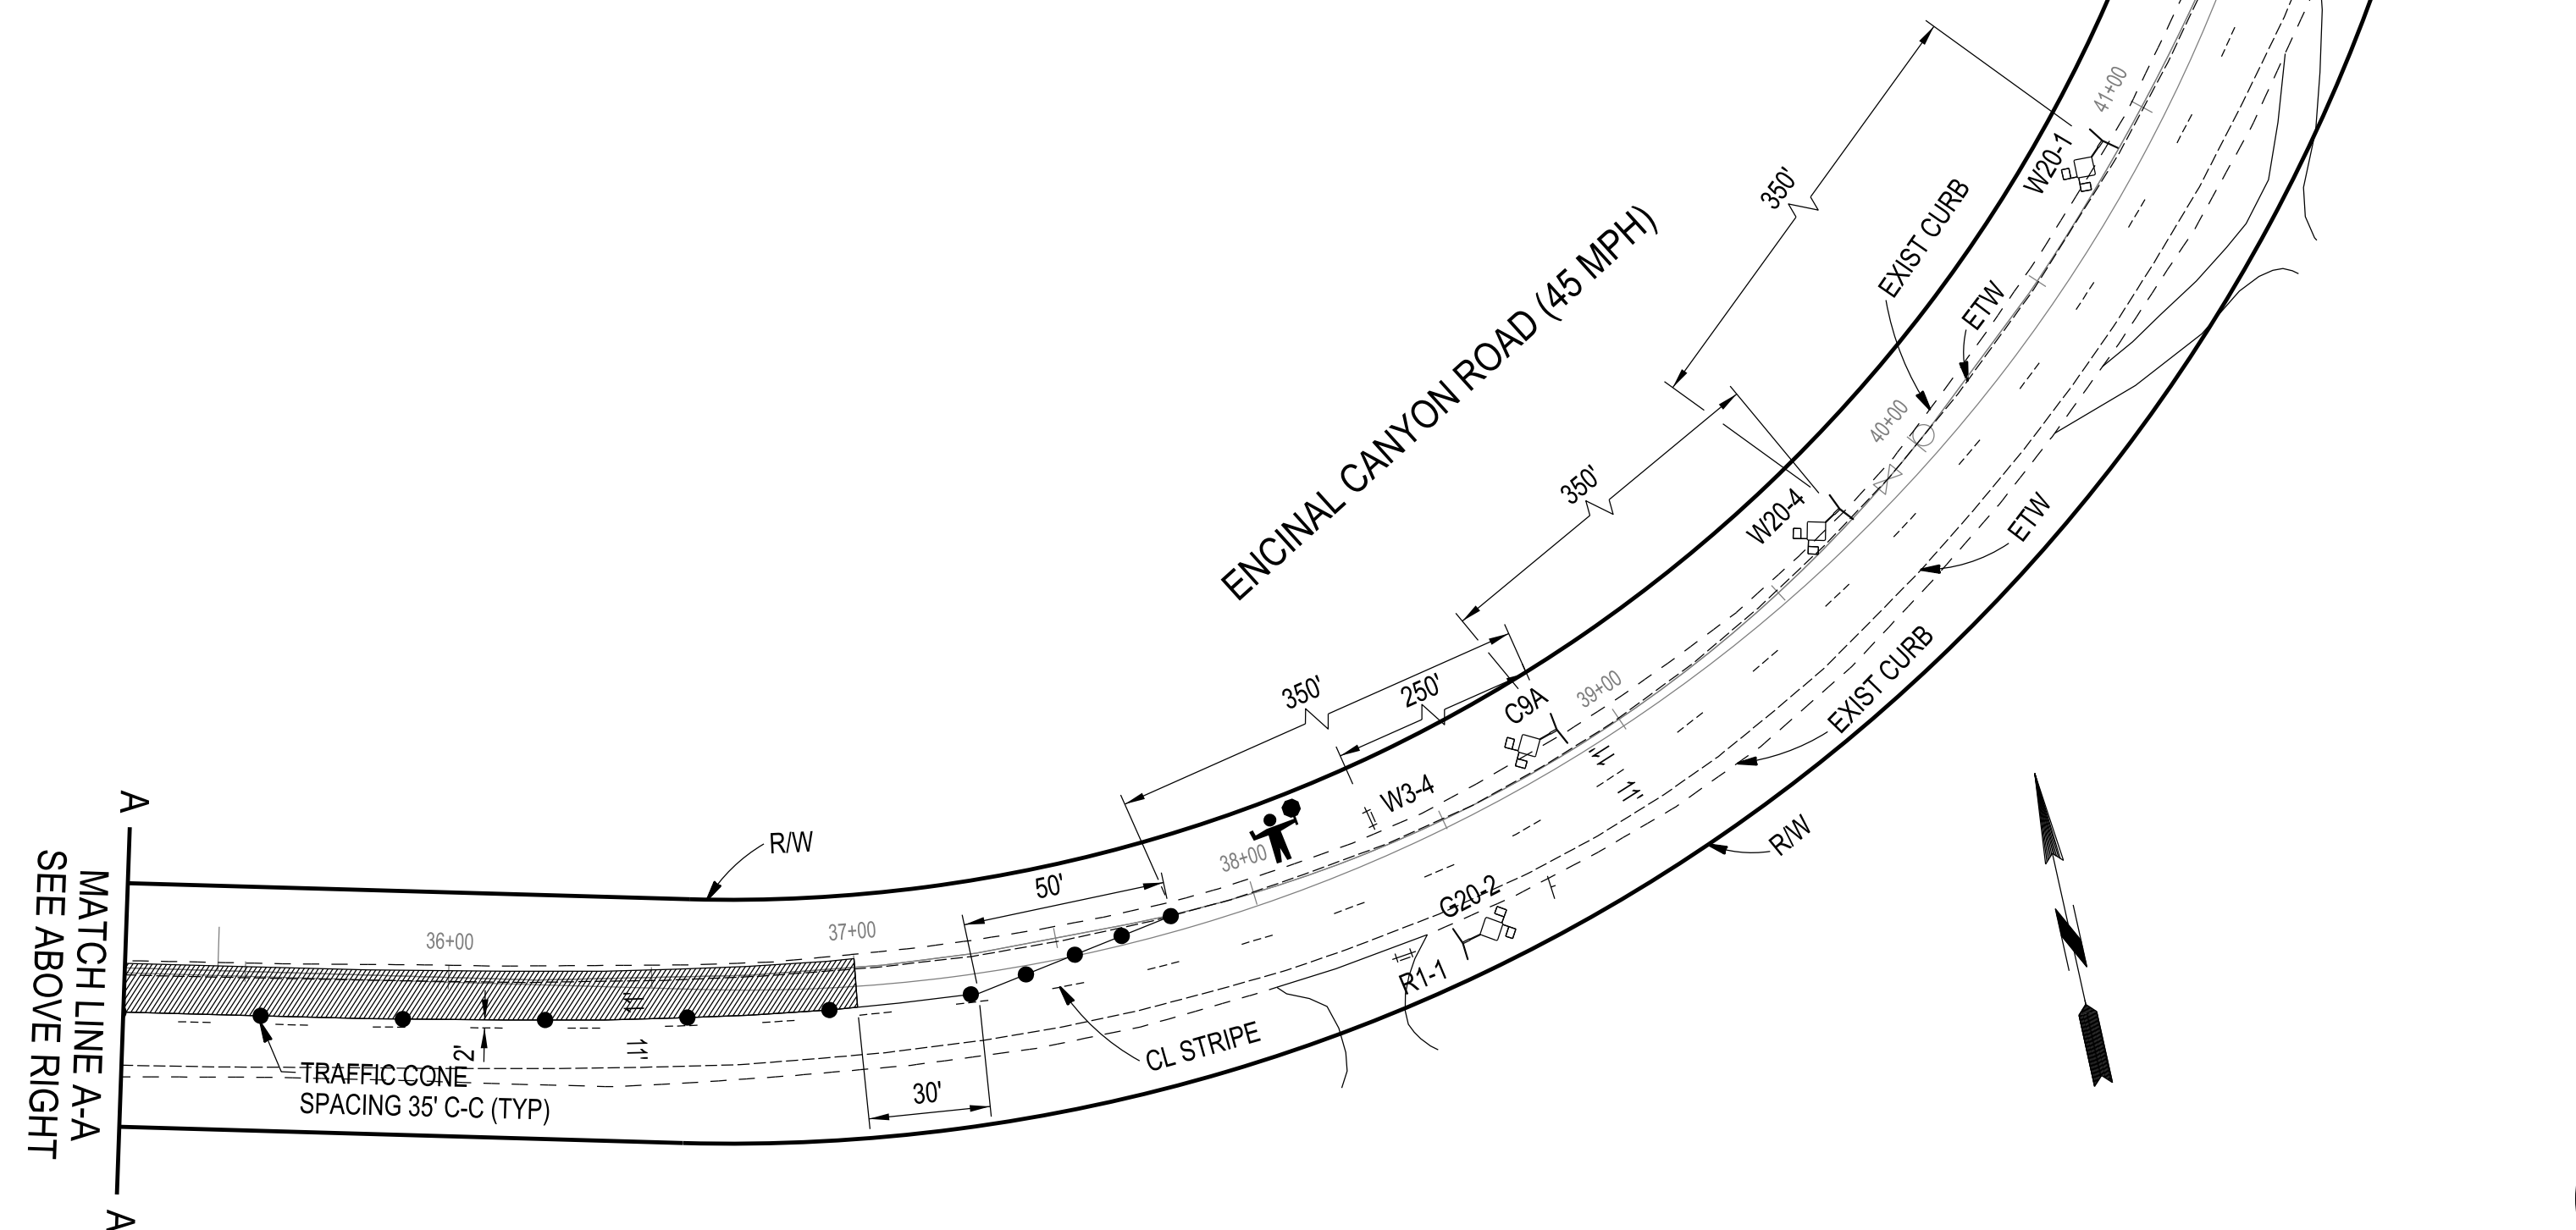 41+00
W20-1
350'
EXIST CURB
ETW
ENCINAL CANYON ROAD (45 MPH)
40+00
350'
W20-4
ETW
350'
250'
C9A
39+00
EXIST CURB
11'
11'
W3-4
R/W
A
R/W
38+00
50'
G20-2
36+00
37+00
R1-1
MATCH LINE A-A
SEE ABOVE RIGHT
11'
11'
2'
CL STRIPE
TRAFFIC CONE
SPACING 35' C-C (TYP)
30'
A